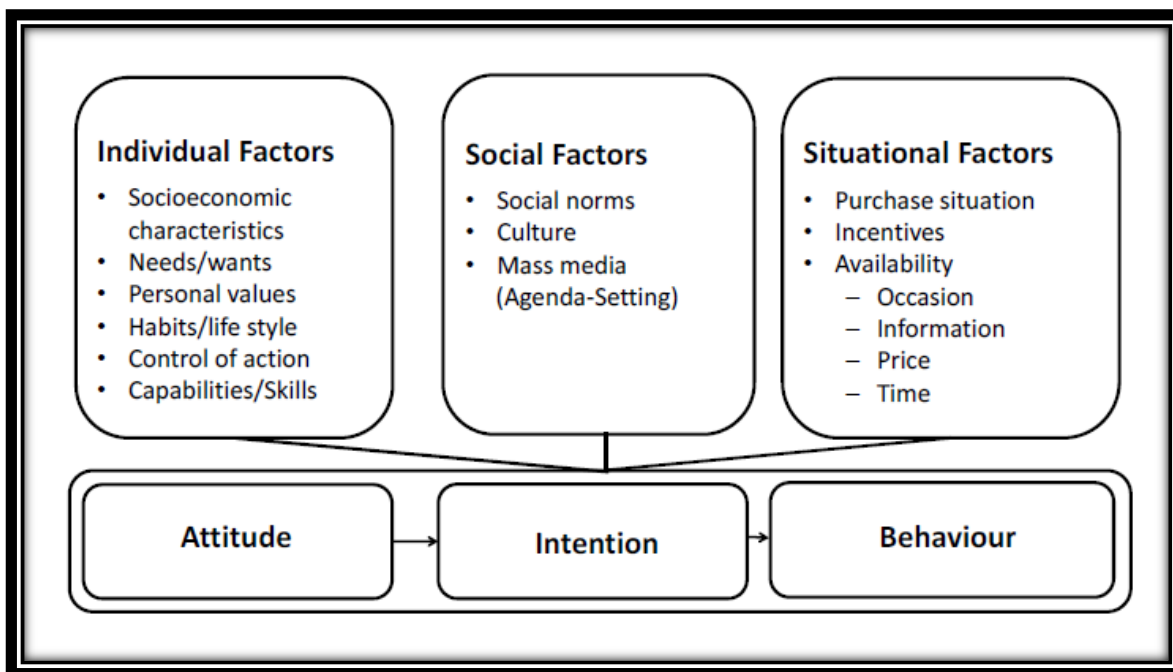 Individual Factors
• Socioeconomic
characteristics
• Needs/wants
• Personal values
• Habits/life style
• Control of action
• Capabilities/Skills
Social Factors
• Social norms
• Culture
• Mass media
(Agenda-Setting)
Situational Factors
• Purchase situation
• Incentives
• Availability
– Occasion
– Information
– Price
– Time
Attitude
Intention
Behaviour